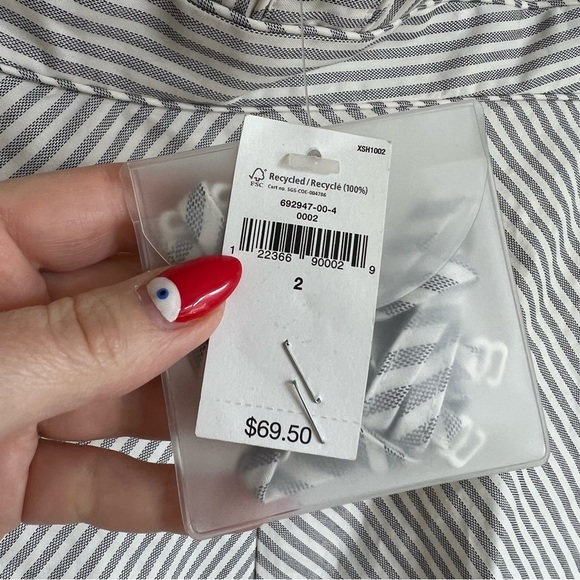 XSH1002
FSC Recycled / Recyclé (100%)
Cert no. SGS-COC-004786
692947-00-4
0002
1 22366 90002 9
2
$69.50